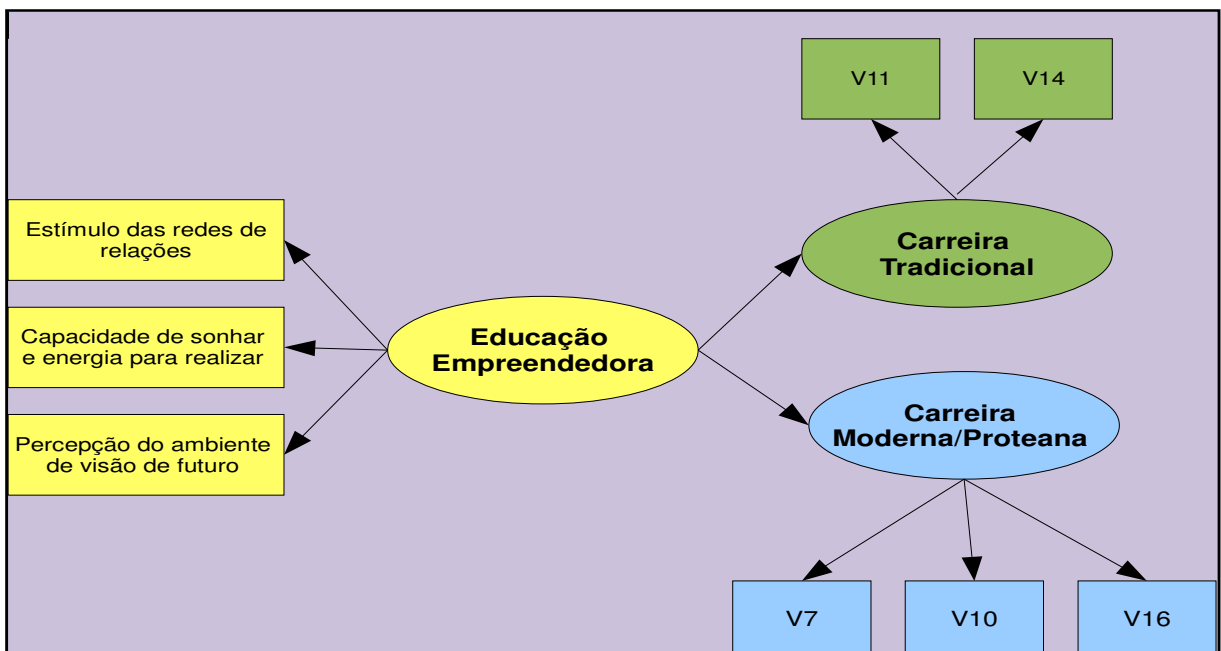 V11
V14
Estímulo das redes de
relações
Carreira
Tradicional
Capacidade de sonhar
e energia para realizar
Educação
Empreendedora
Carreira
Moderna/Proteana
Percepção do ambiente
de visão de futuro
V7
V10
V16